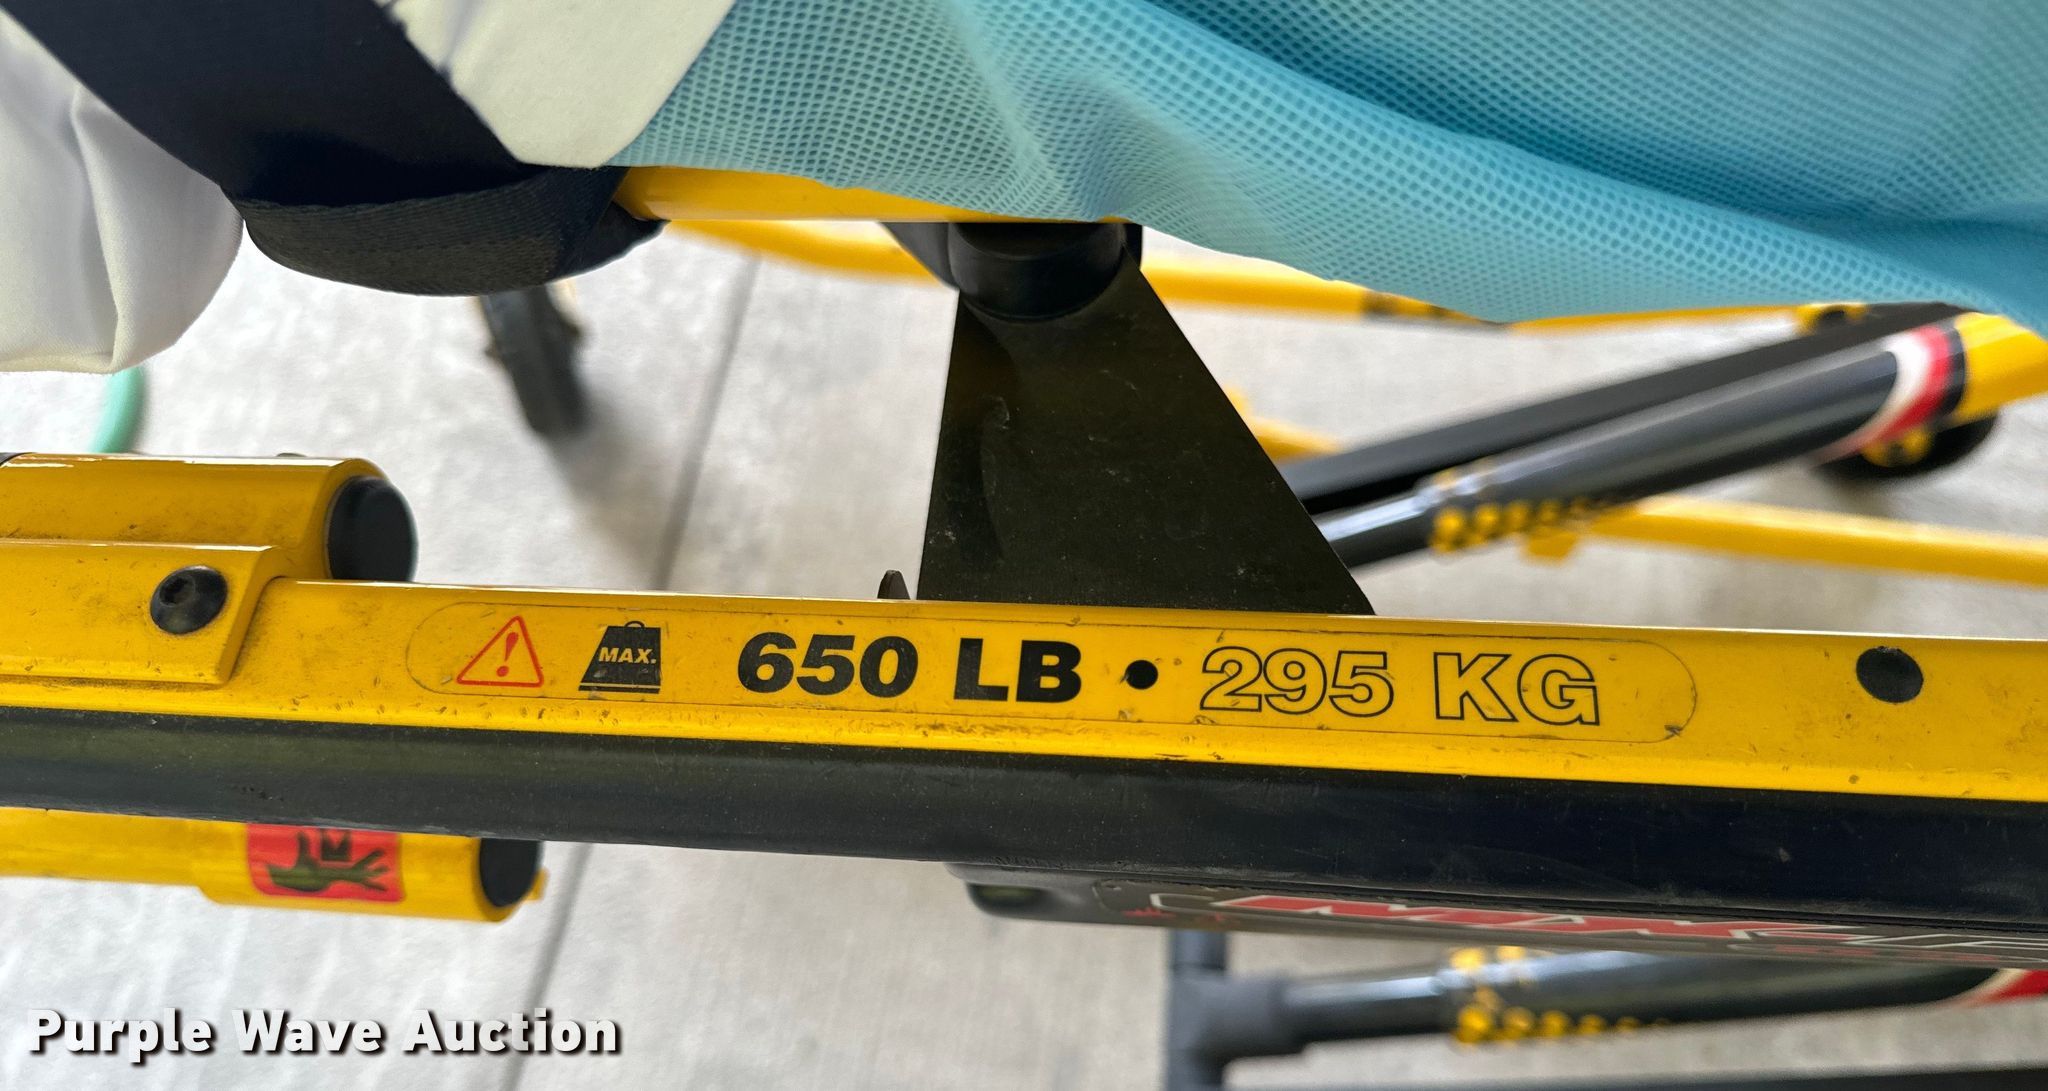 MAX. 650 LB • 295 KG
M
Purple Wave Auction